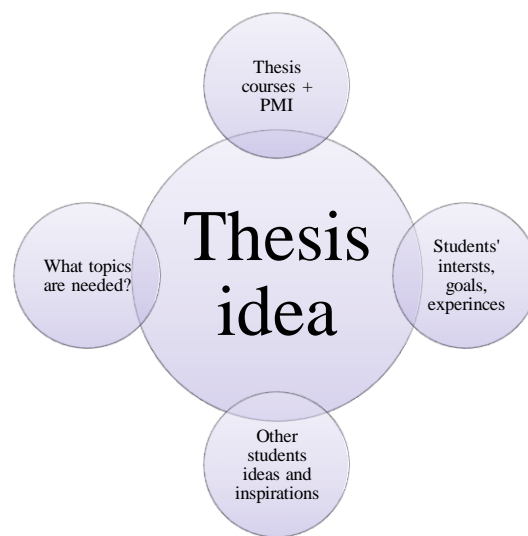 Thesis
courses +
PMI
Thesis
idea
What topics
are needed?
Students'
intersts,
goals,
experinces
Other
students
ideas and
inspirations